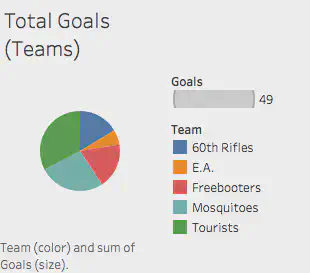 Total Goals
(Teams)
Goals
49
Team
60th Rifles
E.A.
Freebooters
Mosquitoes
Tourists
Team (color) and sum of
Goals (size).